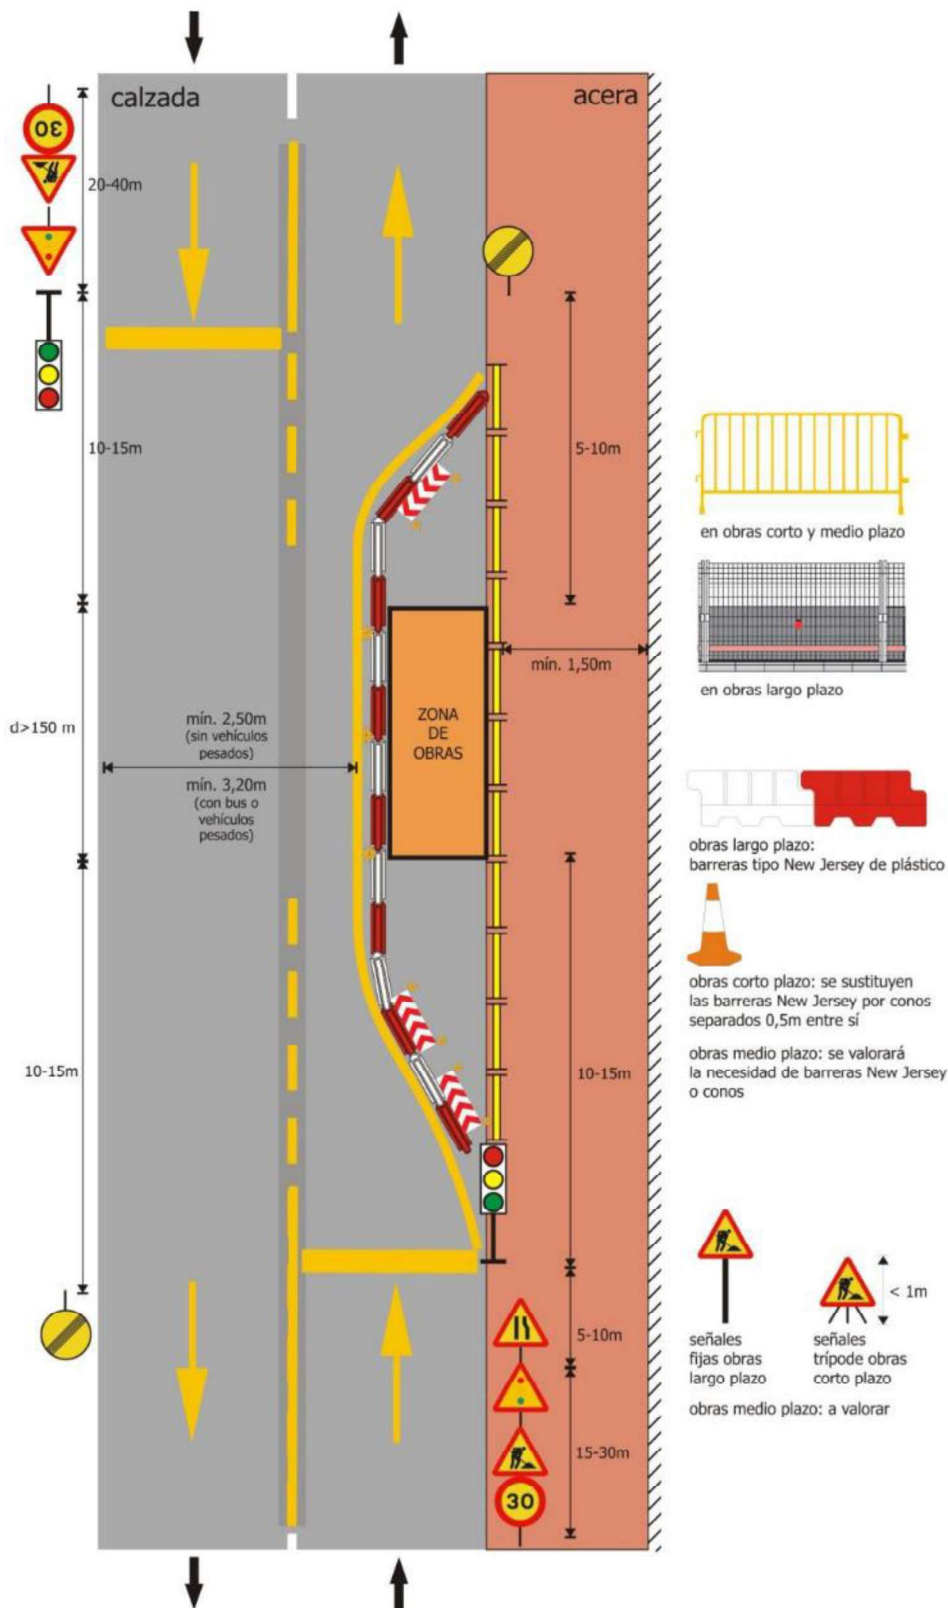 calzada
acera
30
20-40m
10-15m
5-10m
en obras corto y medio plazo
mín. 1,50m
en obras largo plazo
d>150 m
mín. 2,50m
(sin vehículos
pesados)
mín. 3,20m
(con bus o
vehículos
pesados)
ZONA
DE
OBRAS
obras largo plazo:
barreras tipo New Jersey de plástico
obras corto plazo: se sustituyen
las barreras New Jersey por conos
separados 0,5m entre sí
obras medio plazo: se valorará
la necesidad de barreras New Jersey
o conos
10-15m
10-15m
< 1m
señales
fijas obras
largo plazo
señales
trípode obras
corto plazo
obras medio plazo: a valorar
5-10m
15-30m
30